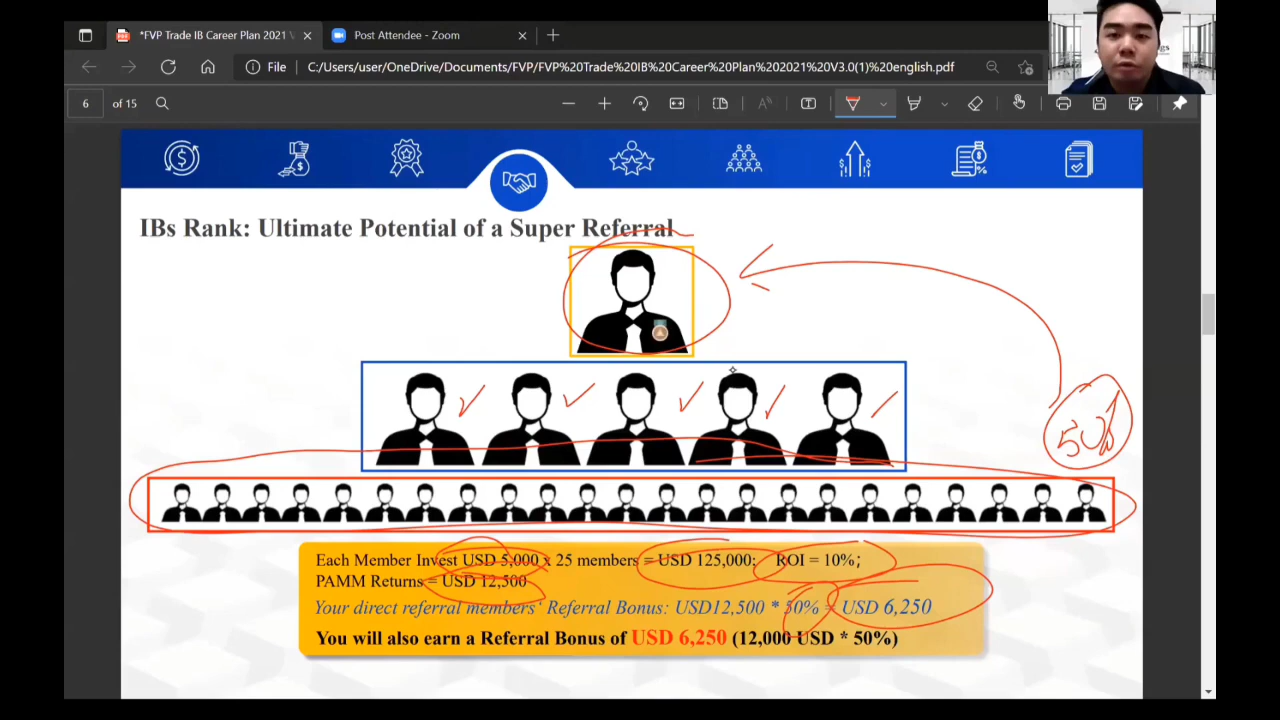 *FVP Trade IB Career Plan 2021 V
Post Attendee - Zoom
File
C:/Users/user/OneDrive/Documents/FVP/FVP%20Trade%20IB%20Career%20Plan%202021%20V3.0(1)%20english.pdf
6 of 15
IBs Rank: Ultimate Potential of a Super Referral
50%
Each Member Invest USD 5,000 x 25 members = USD 125,000; ROI = 10%;
PAMM Returns = USD 12,500
Your direct referral members' Referral Bonus: USD12,500 * 50% = USD 6,250
You will also earn a Referral Bonus of USD 6,250 (12,000 USD * 50%)